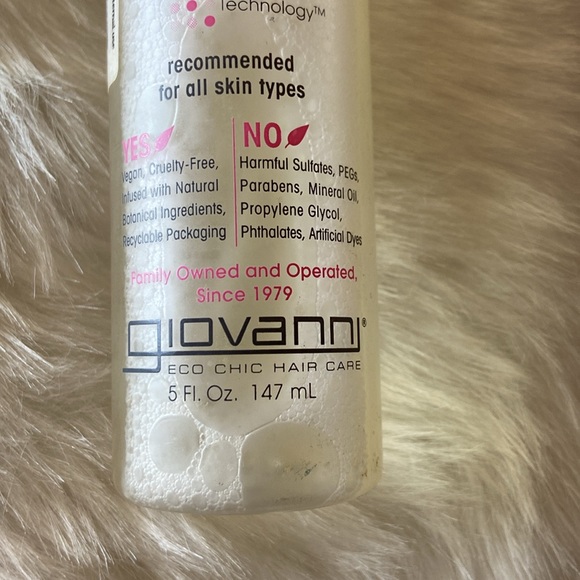 Technology™
recommended
for all skin types
YES
Vegan, Cruelty-Free,
Infused with Natural
Botanical Ingredients,
Recyclable Packaging
NO
Harmful Sulfates, PEGs,
Parabens, Mineral Oil,
Propylene Glycol,
Phthalates, Artificial Dyes
Family Owned and Operated,
Since 1979
giovanni®
ECO CHIC HAIR CARE
5 Fl. Oz. 147 mL